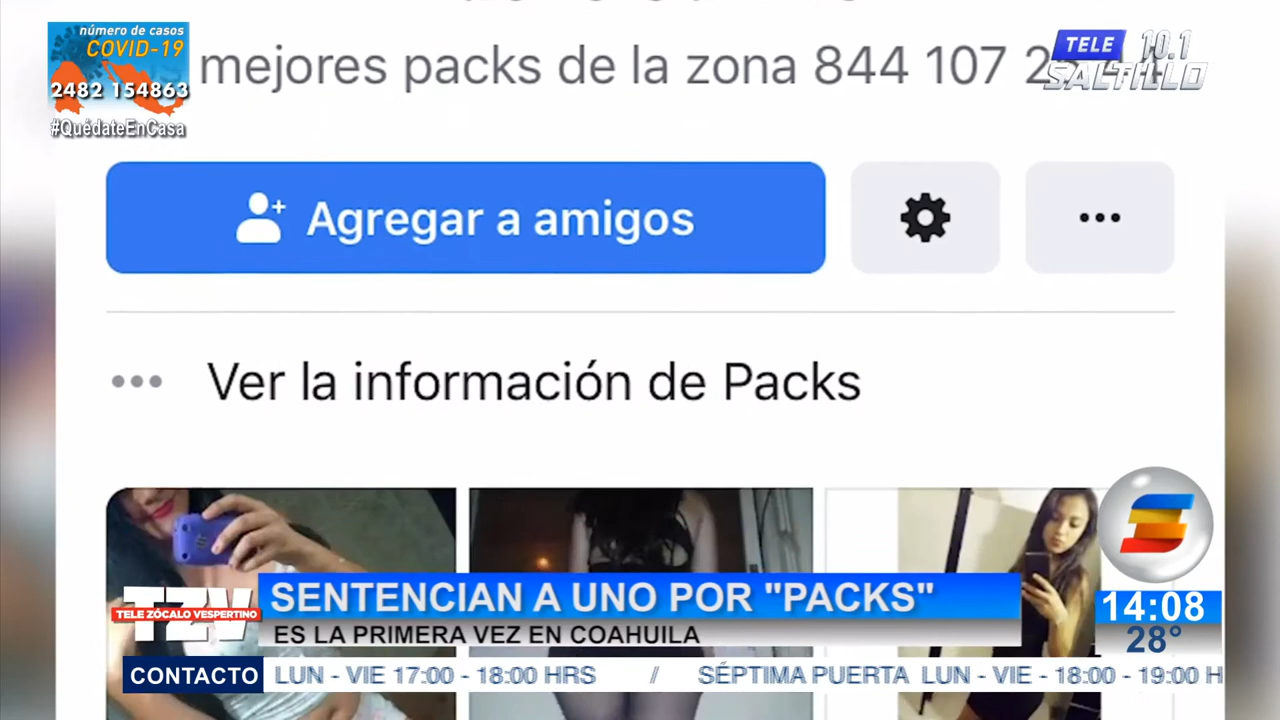 número de casos
COVID-19
2482 154863
#QuédateEnCasa
TELE 10.1
SALTILLO
mejores packs de la zona 844 107
Agregar a amigos
Ver la información de Packs
SENTENCIAN A UNO POR "PACKS"
TZV
TELE ZÓCALO VESPERTINO
ES LA PRIMERA VEZ EN COAHUILA
14:08
28°
CONTACTO LUN - VIE 17:00 - 18:00 HRS / SÉPTIMA PUERTA LUN - VIE - 18:00 - 19:00 H